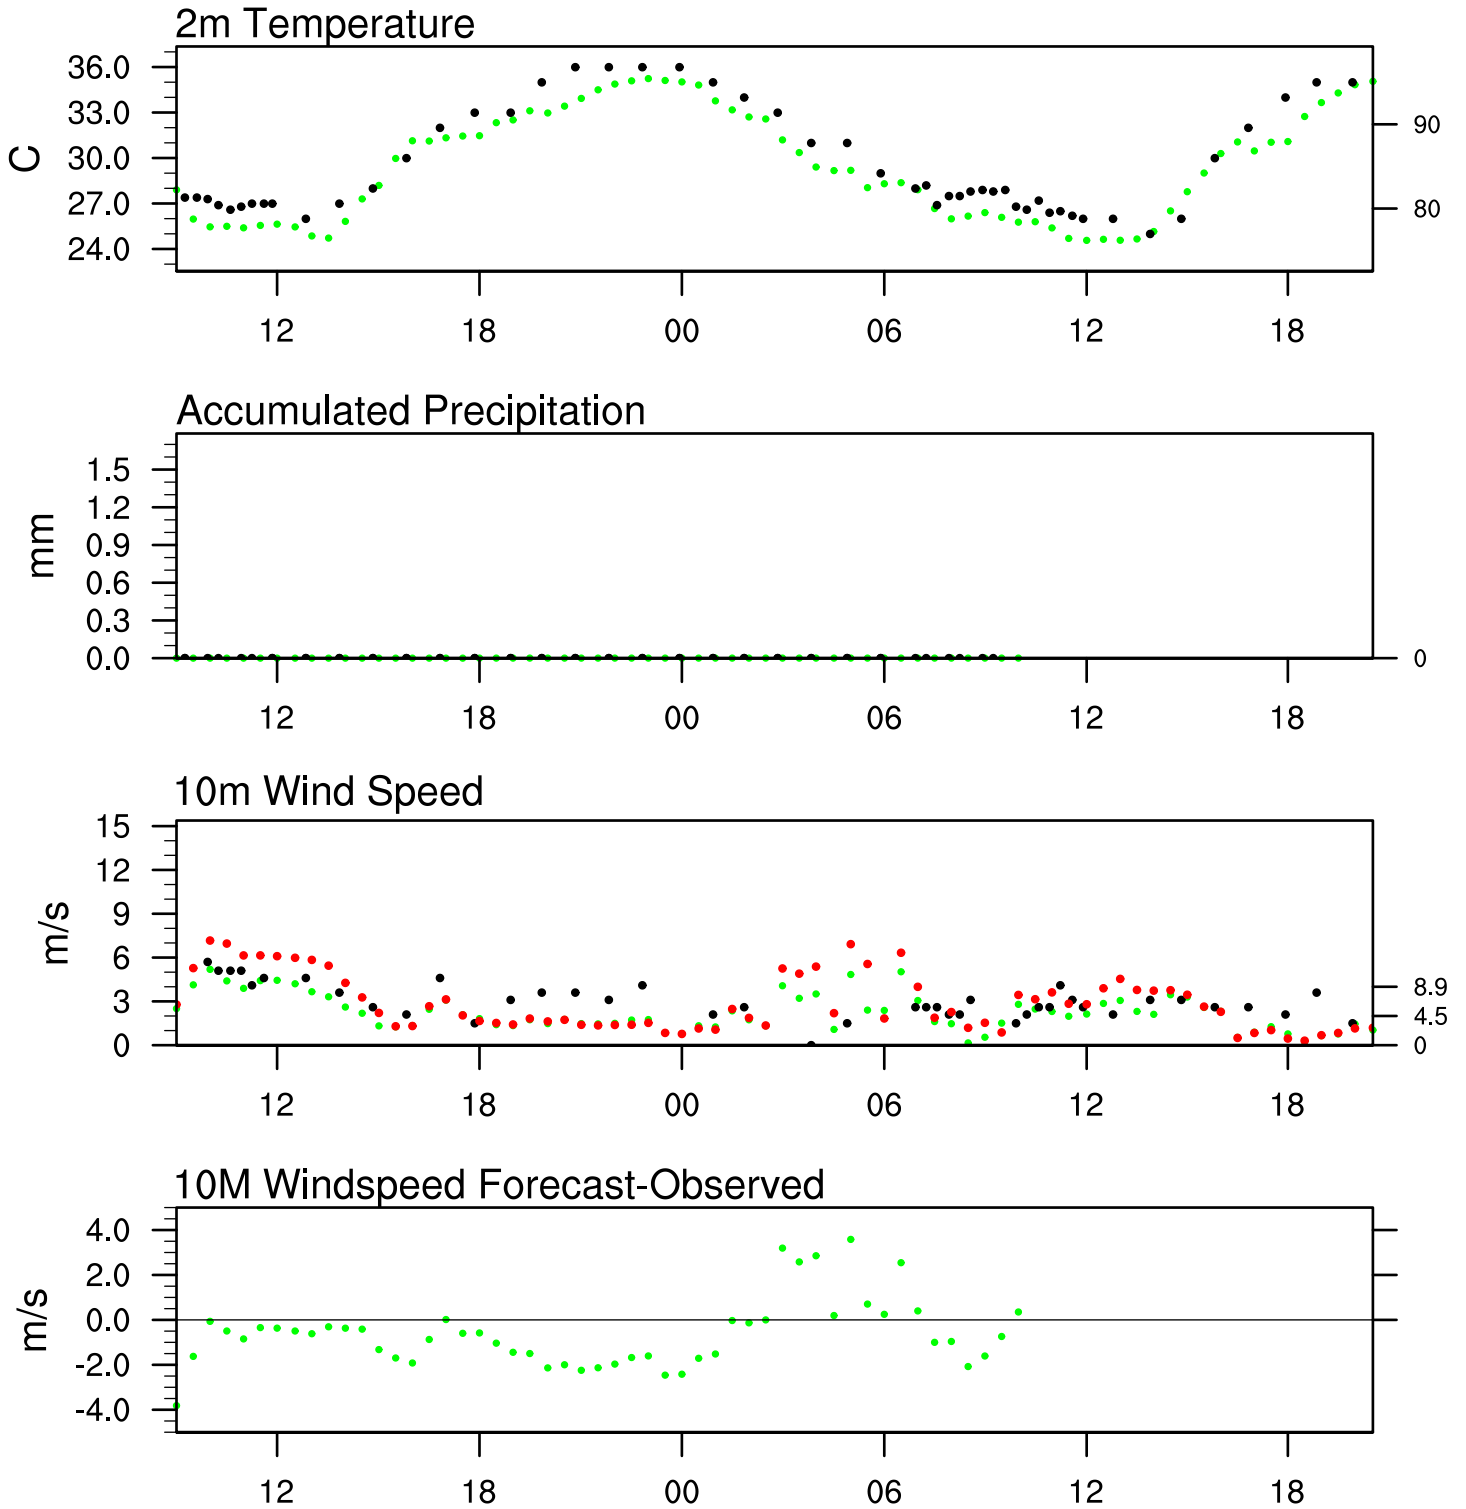 2m Temperature
36.0
33.0
30.0
27.0
24.0
C
90
80
12 18 00 06 12 18
Accumulated Precipitation
1.5
1.2
0.9
0.6
0.3
0.0
mm
0
12 18 00 06 12 18
10m Wind Speed
15
12
9
6
3
0
m/s
8.9
4.5
0
12 18 00 06 12 18
10M Windspeed Forecast-Observed
4.0
2.0
0.0
-2.0
-4.0
m/s
12 18 00 06 12 18